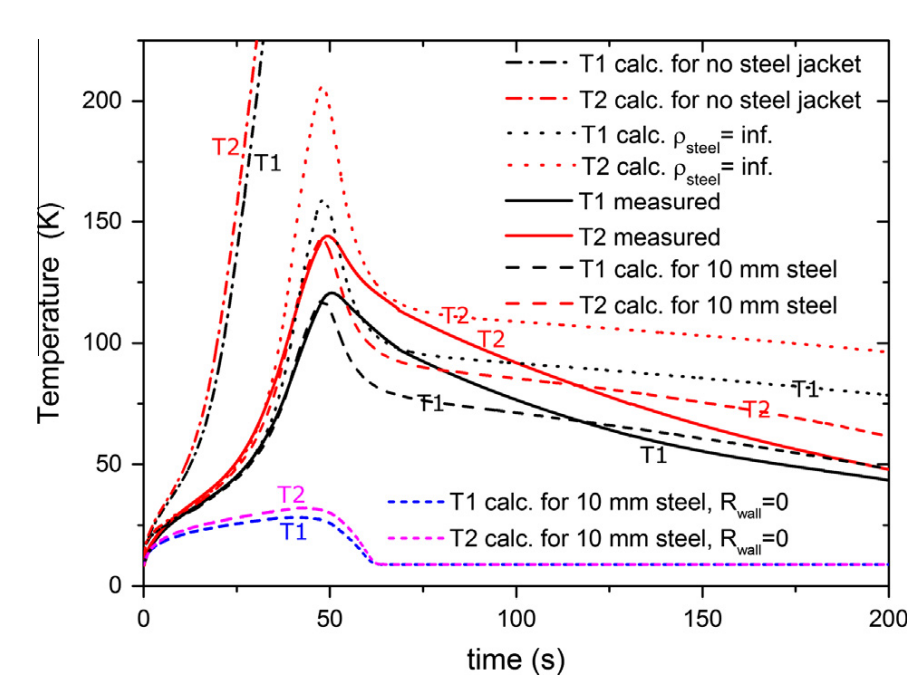 T1 calc. for no steel jacket
T2 calc. for no steel jacket
T1 calc. ρsteel= inf.
T2 calc. ρsteel= inf.
T1 measured
T2 measured
T1 calc. for 10 mm steel
T2 calc. for 10 mm steel
T2
T1
T2
T2
T1
T1
T2
T1
T2
T1
T1 calc. for 10 mm steel, Rwall=0
T2 calc. for 10 mm steel, Rwall=0
Temperature (K)
200
150
100
50
0
0
50
100
150
200
time (s)